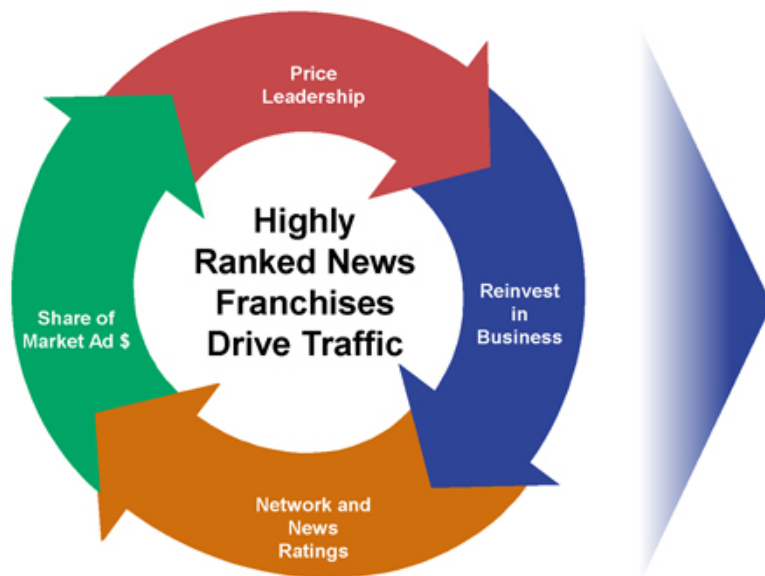 Price
Leadership
Highly
Ranked News
Franchises
Drive Traffic
Reinvest
in
Business
Share of
Market Ad $
Network and
News
Ratings